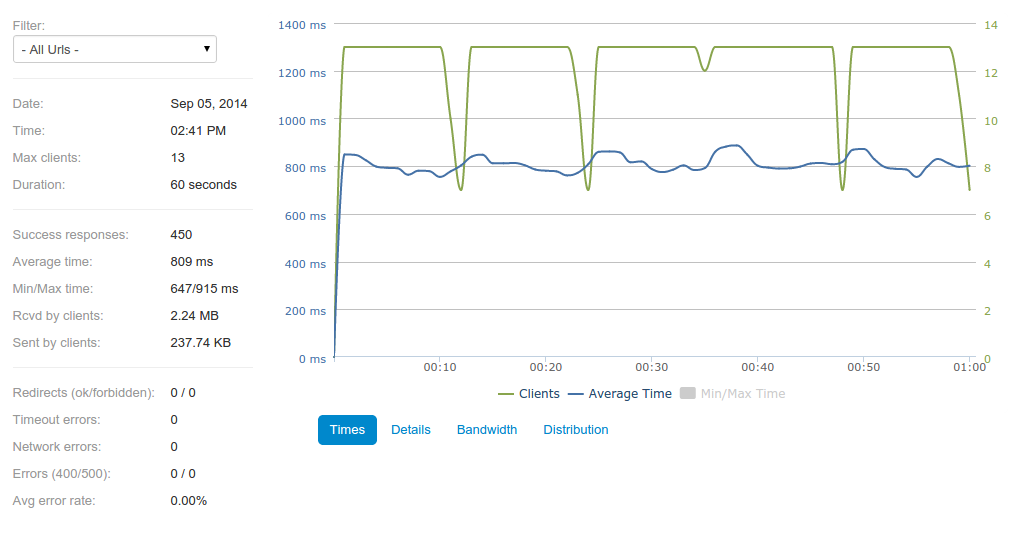 Filter:
- All Urls -
Date: Sep 05, 2014
Time: 02:41 PM
Max clients: 13
Duration: 60 seconds
Success responses: 450
Average time: 809 ms
Min/Max time: 647/915 ms
Rcvd by clients: 2.24 MB
Sent by clients: 237.74 KB
Redirects (ok/forbidden): 0 / 0
Timeout errors: 0
Network errors: 0
Errors (400/500): 0 / 0
Avg error rate: 0.00%
1400 ms 14
1200 ms 12
1000 ms 10
800 ms 8
600 ms 6
400 ms 4
200 ms 2
0 ms 0
00:10 00:20 00:30 00:40 00:50 01:00
Clients Average Time Min/Max Time
Times Details Bandwidth Distribution